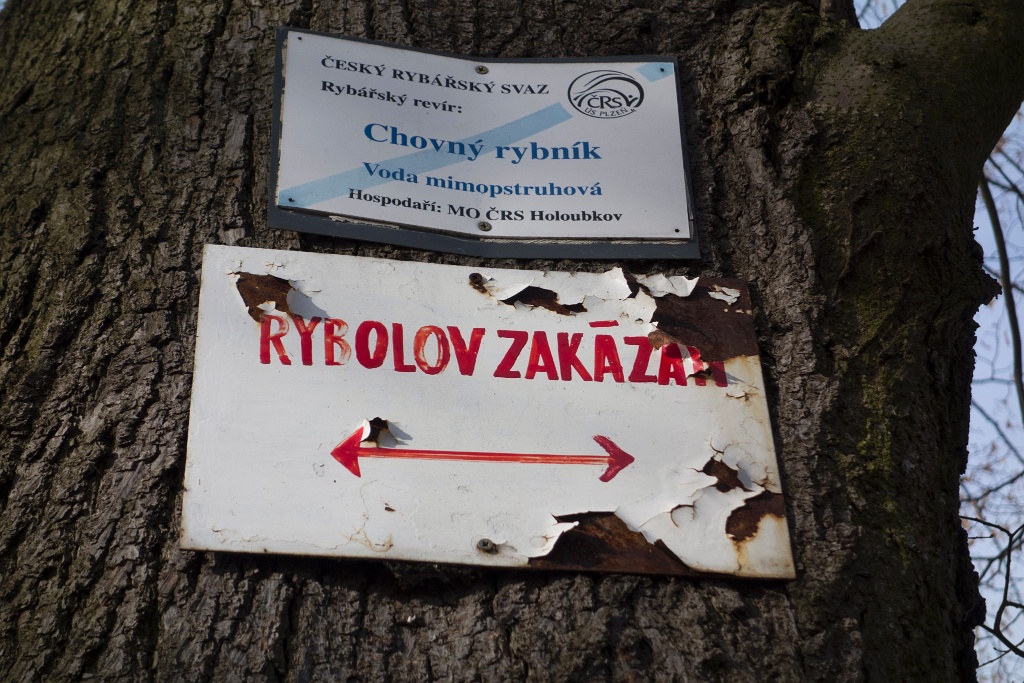 ČESKÝ RYBÁŘSKÝ SVAZ
Rybářský revír:
ČRS
ÚS PLZEŇ
Chovný rybník
Voda mimopstruhová
Hospodaří: MO ČRS Holoubkov
RYBOLOV ZAKÁZÁN